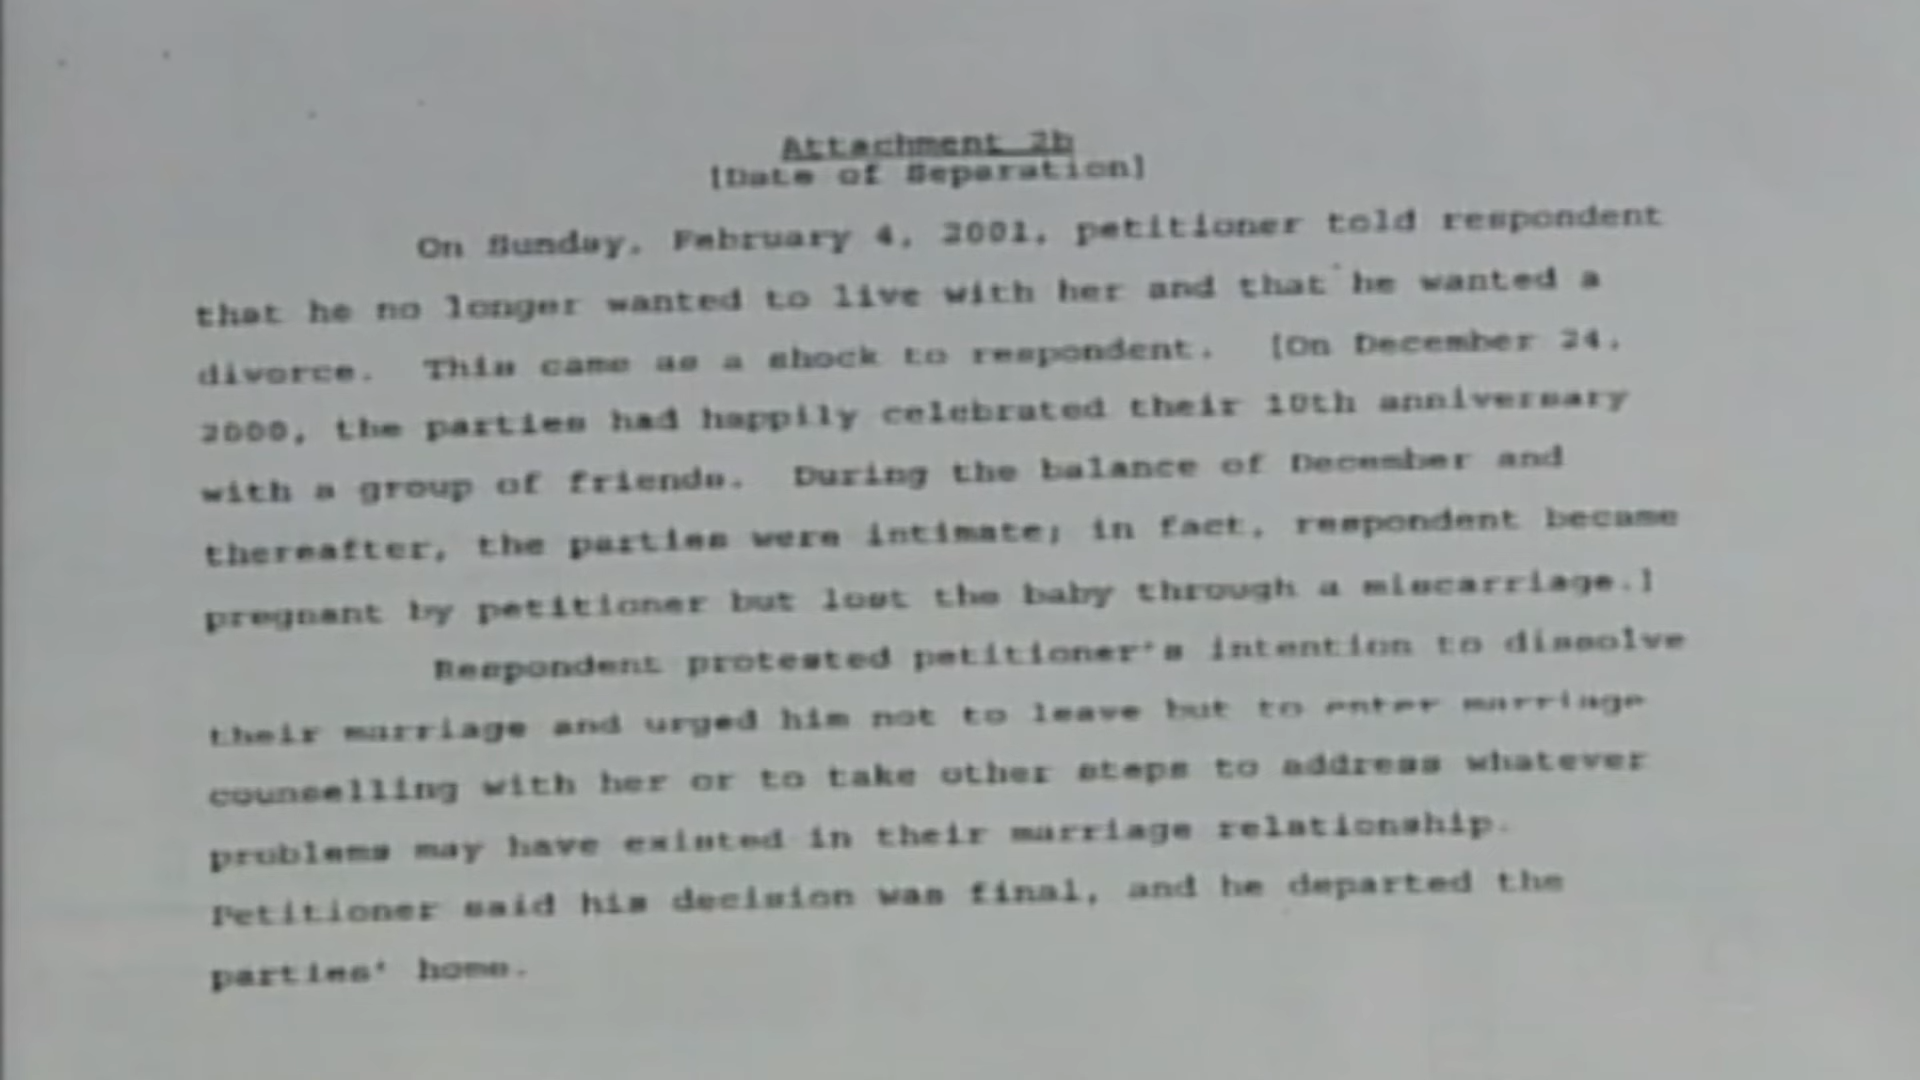 Attachment 2b
[Date of Separation]
On Sunday, February 4, 2001, petitioner told respondent
that he no longer wanted to live with her and that he wanted a
divorce. This came as a shock to respondent. [On December 24,
2000, the parties had happily celebrated their 10th anniversary
with a group of friends. During the balance of December and
thereafter, the parties were intimate; in fact, respondent became
pregnant by petitioner but lost the baby through a miscarriage.]
Respondent protested petitioner's intention to dissolve
their marriage and urged him not to leave but to enter marriage
counselling with her or to take other steps to address whatever
problems may have existed in their marriage relationship.
Petitioner said his decision was final, and he departed the
parties' home.